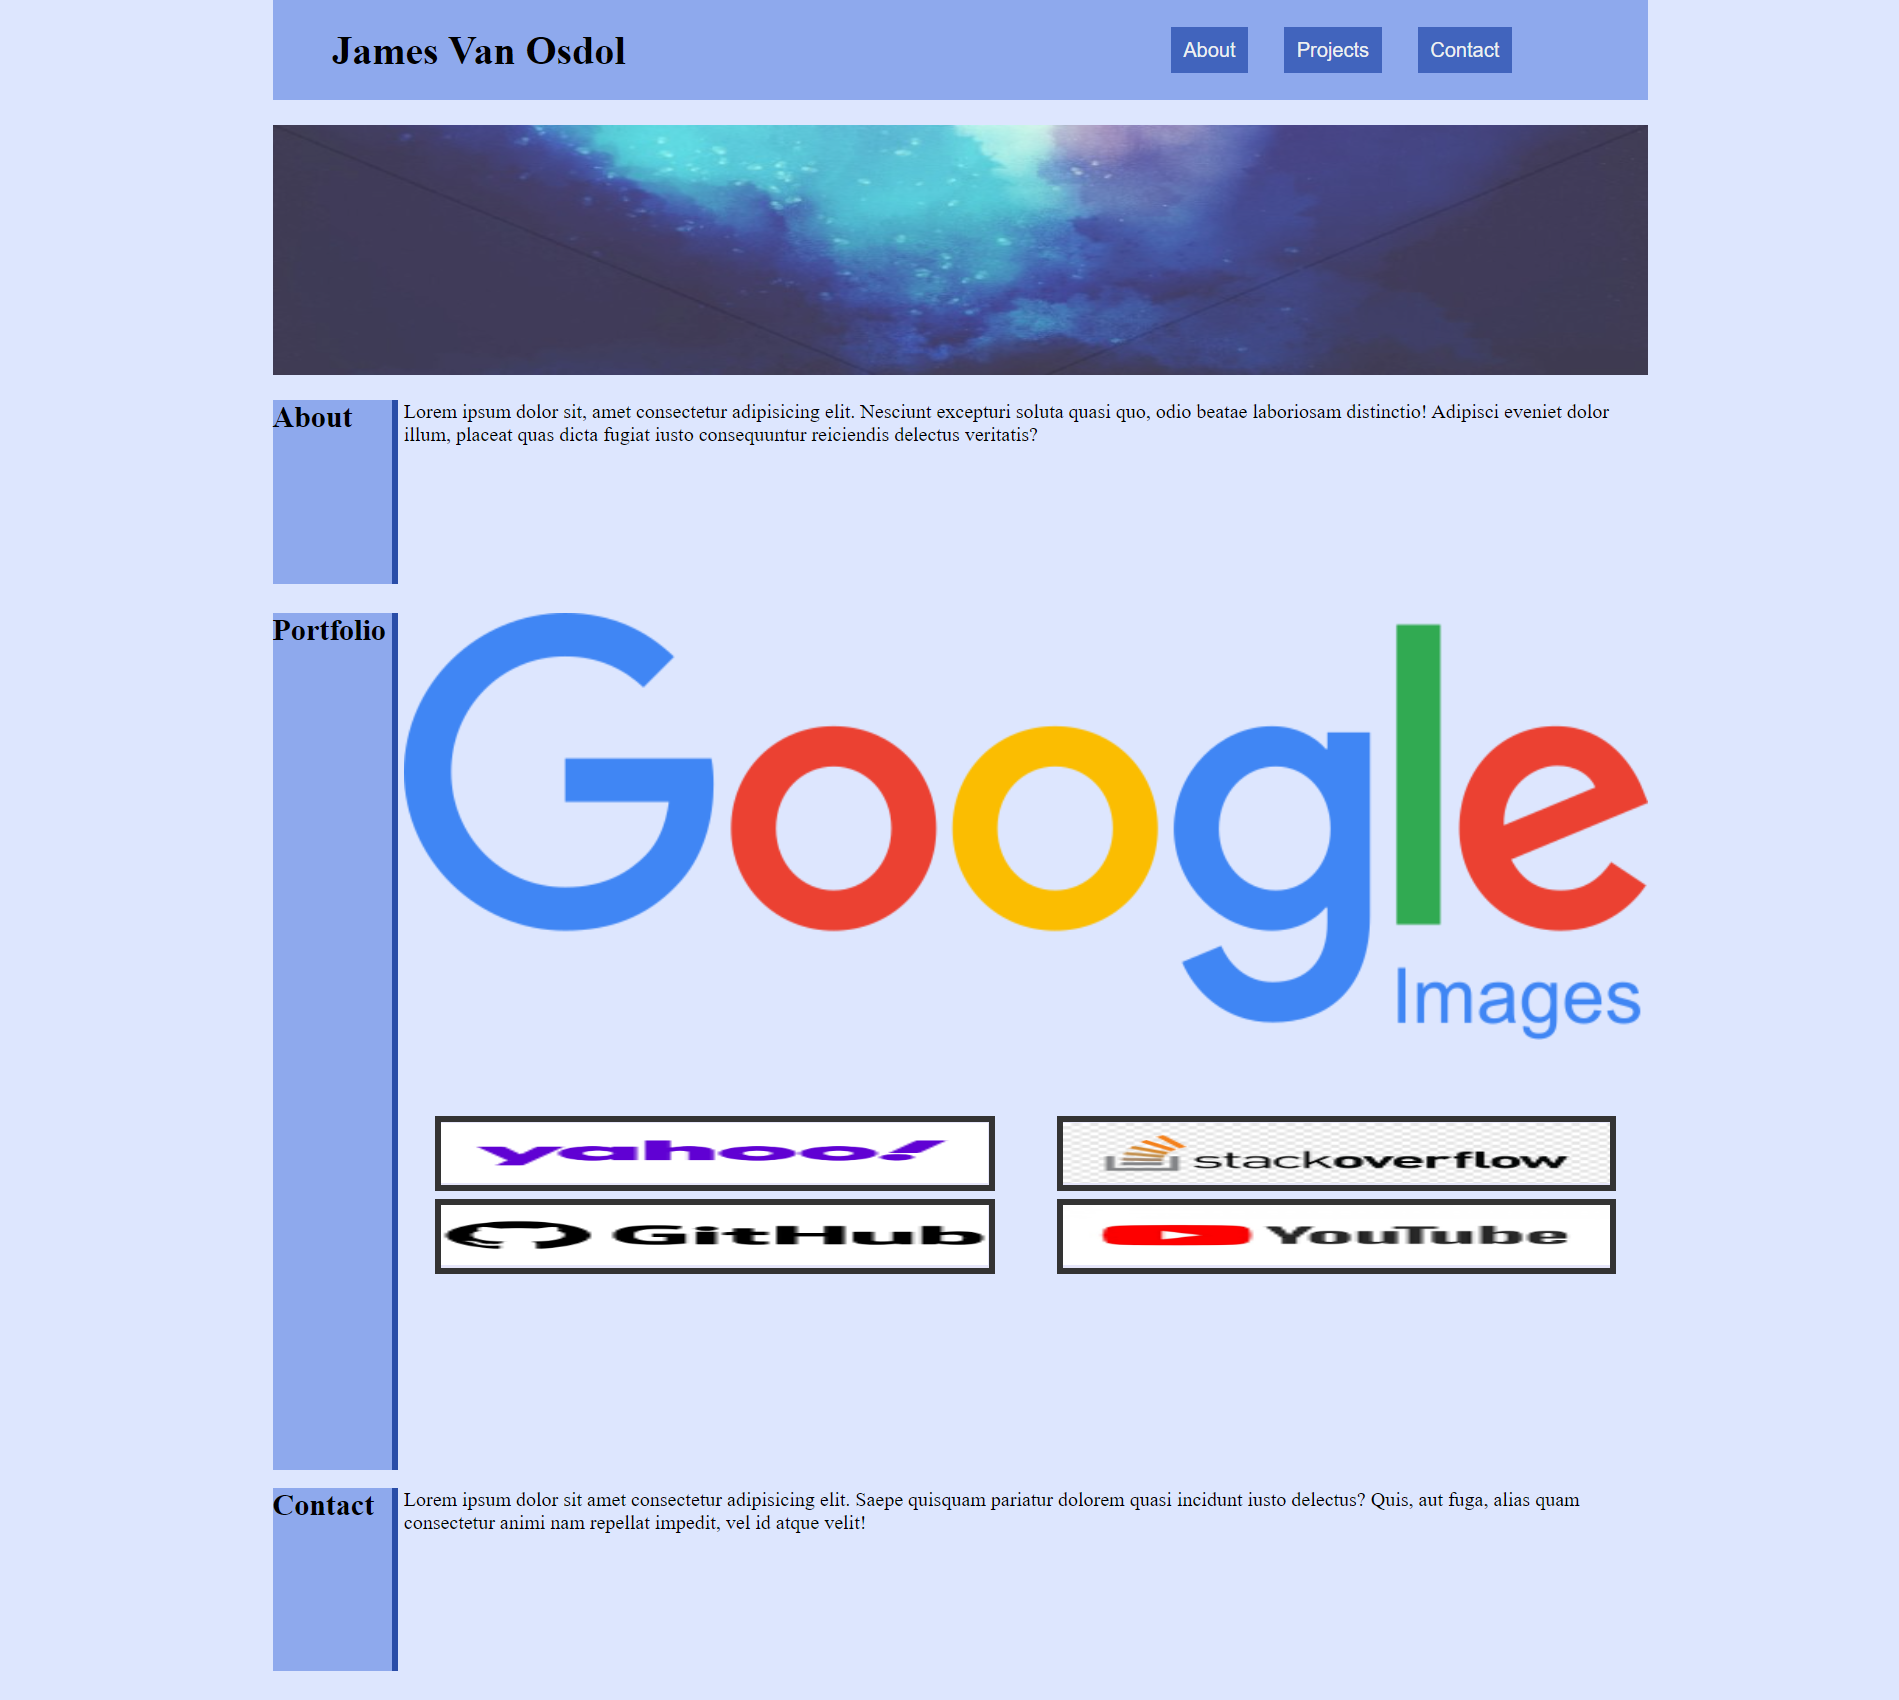 James Van Osdol
About Projects Contact
About
Lorem ipsum dolor sit, amet consectetur adipisicing elit. Nesciunt excepturi soluta quasi quo, odio beatae laboriosam distinctio! Adipisci eveniet dolor
illum, placeat quas dicta fugiat iusto consequuntur reiciendis delectus veritatis?
Portfolio
Google
Images
yahoo!
stackoverflow
GitHub
YouTube
Contact
Lorem ipsum dolor sit amet consectetur adipisicing elit. Saepe quisquam pariatur dolorem quasi incidunt iusto delectus? Quis, aut fuga, alias quam
consectetur animi nam repellat impedit, vel id atque velit!